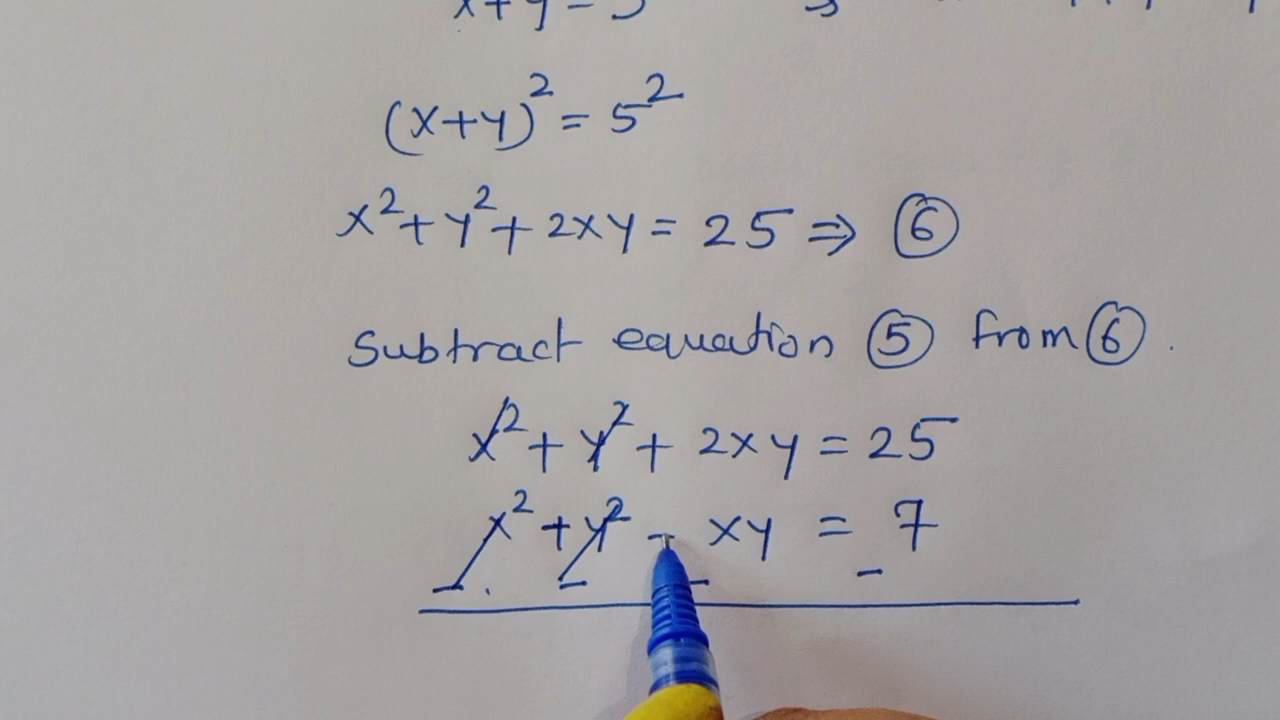 x+y=5
(x+y)² = 5²
x²+y²+2xy = 25 ⇒ ⑥
Subtract equation ⑤ from ⑥.
x²+y²+2xy = 25
x²+y²-xy = 7